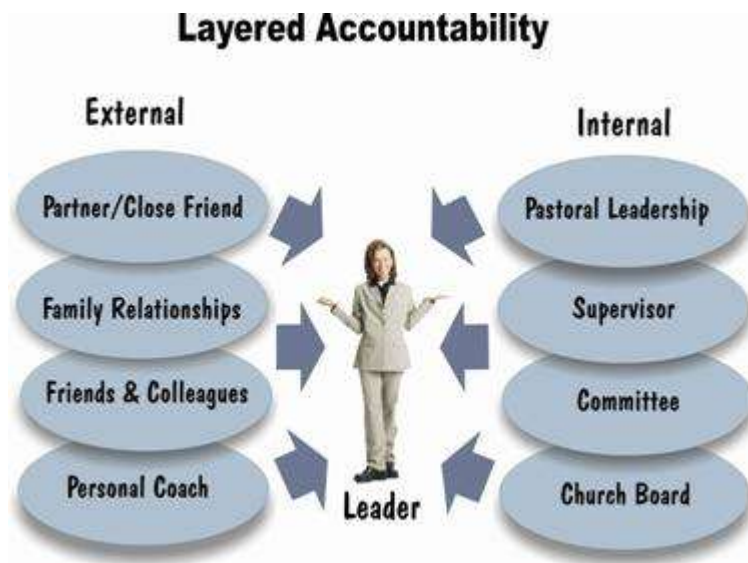 Layered Accountability
External
Partner/Close Friend
Family Relationships
Friends & Colleagues
Personal Coach
Internal
Pastoral Leadership
Supervisor
Committee
Church Board
Leader